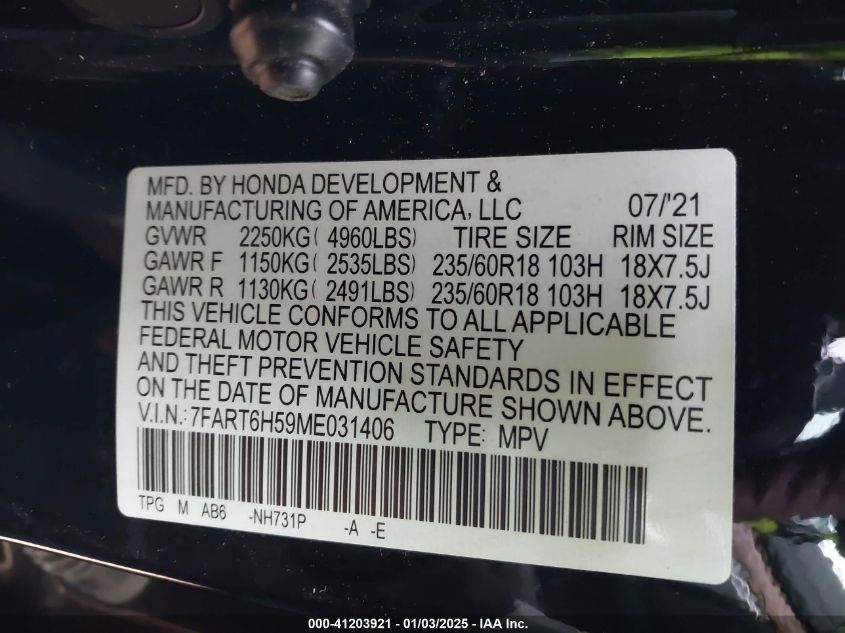 MFD. BY HONDA DEVELOPMENT &
MANUFACTURING OF AMERICA, LLC 07/'21
GVWR 2250KG( 4960LBS) TIRE SIZE RIM SIZE
GAWR F 1150KG( 2535LBS) 235/60R18 103H 18X7.5J
GAWR R 1130KG( 2491LBS) 235/60R18 103H 18X7.5J
THIS VEHICLE CONFORMS TO ALL APPLICABLE
FEDERAL MOTOR VEHICLE SAFETY
AND THEFT PREVENTION STANDARDS IN EFFECT
ON THE DATE OF MANUFACTURE SHOWN ABOVE.
V.I.N.: 7FART6H59ME031406 TYPE: MPV
TPG M AB6 -NH731P -A -E
000-41203921 - 01/03/2025 - IAA Inc.